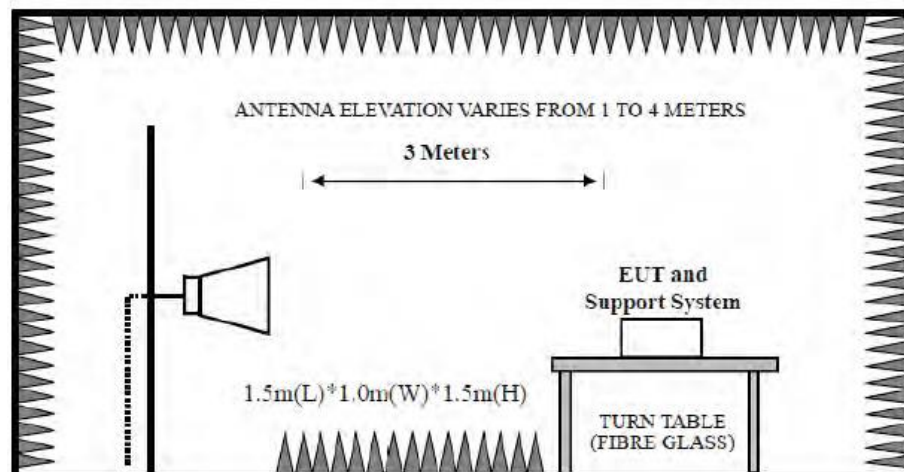 ANTENNA ELEVATION VARIES FROM 1 TO 4 METERS
3 Meters
EUT and
Support System
1.5m(L)*1.0m(W)*1.5m(H)
TURN TABLE
(FIBRE GLASS)